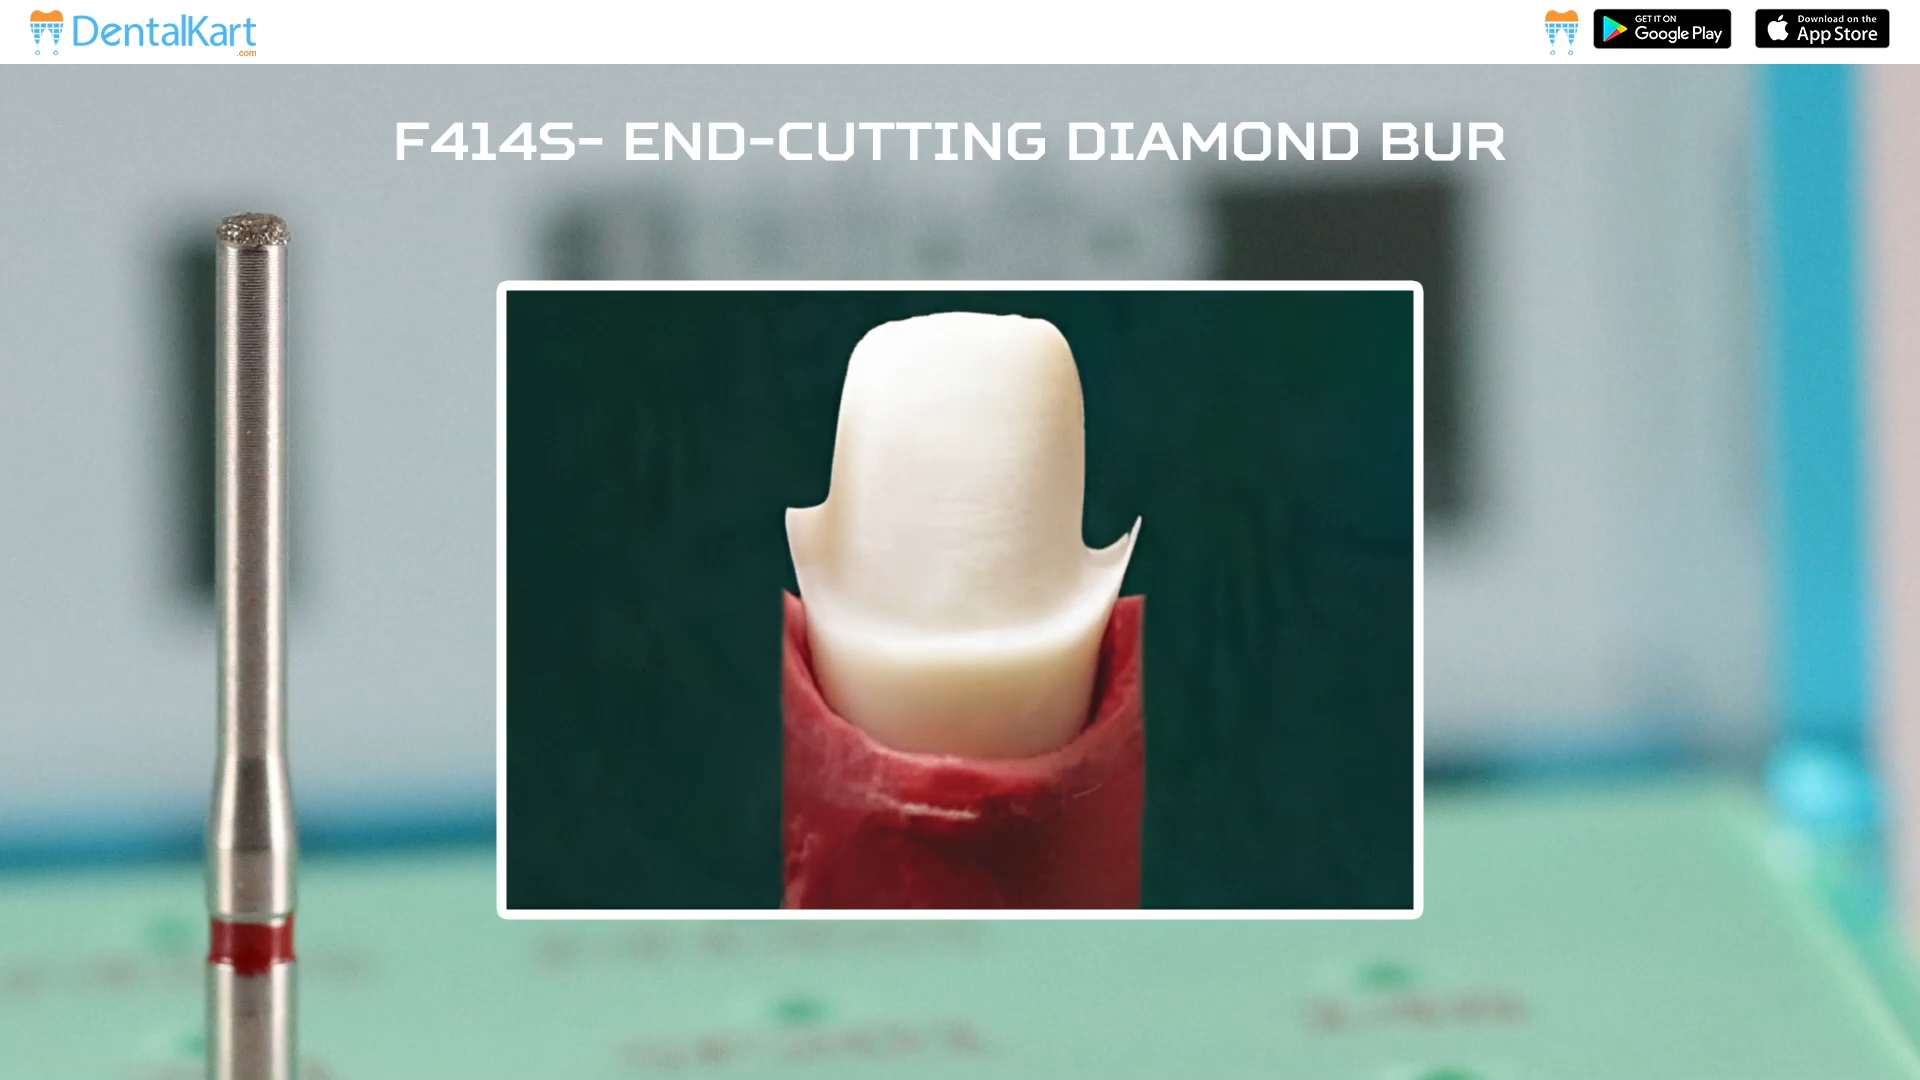 DentalKart
.com
GET IT ON
Google Play
Download on the
App Store
F414S- END-CUTTING DIAMOND BUR